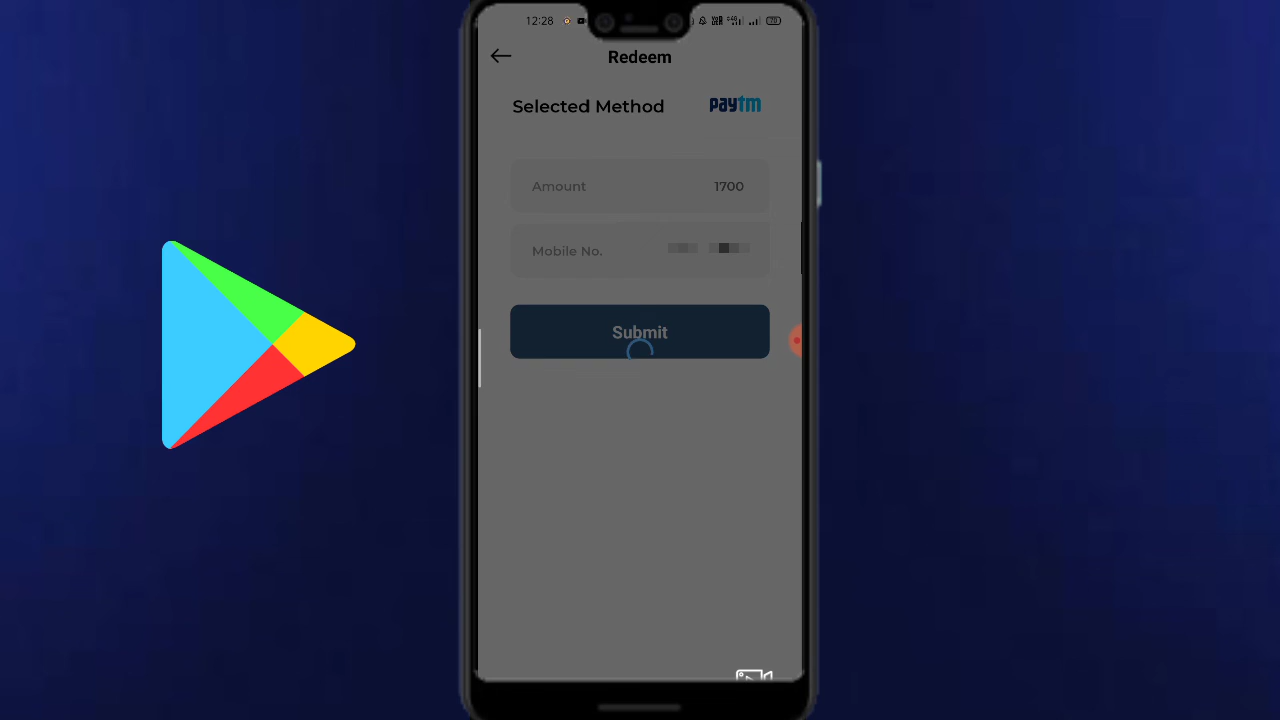 12:28
Redeem
Selected Method paytm
Amount 1700
Mobile No.
Submit